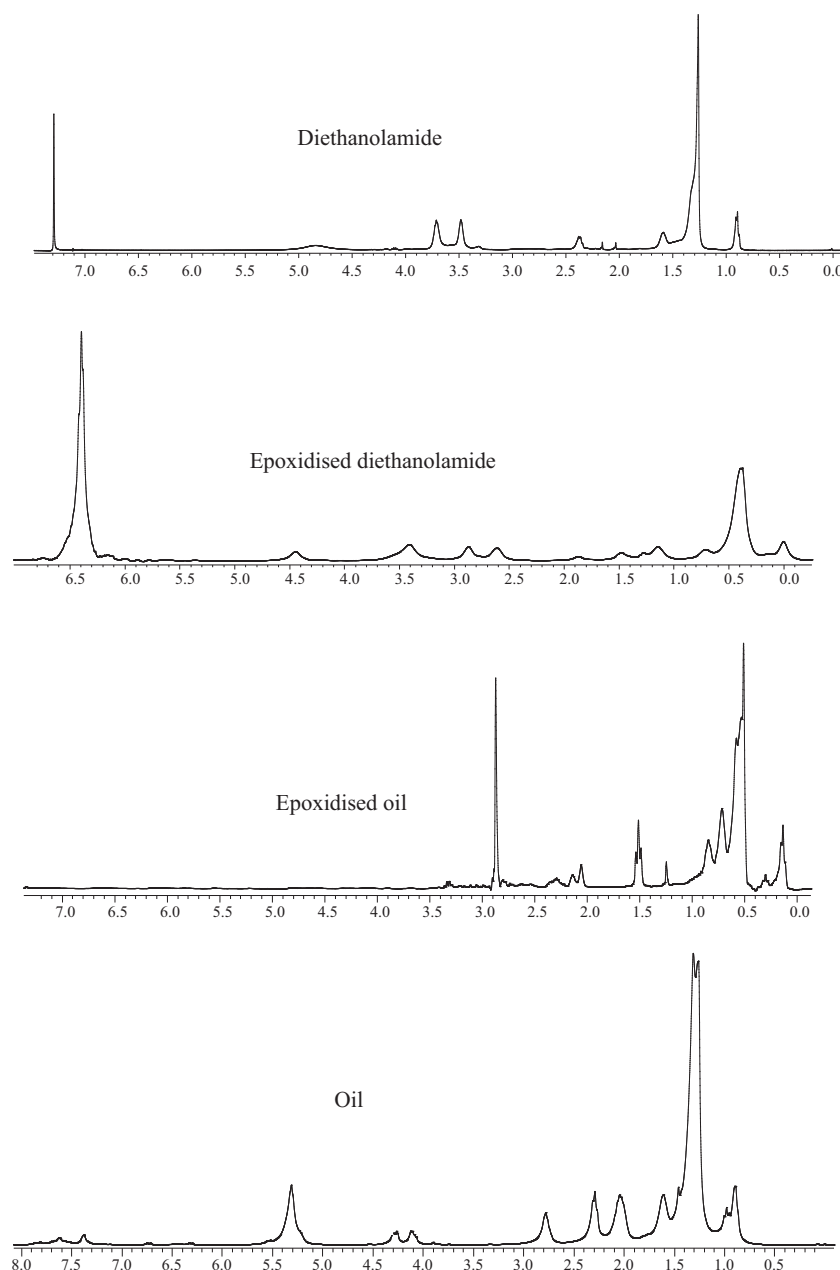 Diethanolamide
7.0 6.5 6.0 5.5 5.0 4.5 4.0 3.5 3.0 2.5 2.0 1.5 1.0 0.5 0.0
Epoxidised diethanolamide
6.5 6.0 5.5 5.0 4.5 4.0 3.5 3.0 2.5 2.0 1.5 1.0 0.5 0.0
Epoxidised oil
7.0 6.5 6.0 5.5 5.0 4.5 4.0 3.5 3.0 2.5 2.0 1.5 1.0 0.5 0.0
Oil
8.0 7.5 7.0 6.5 6.0 5.5 5.0 4.5 4.0 3.5 3.0 2.5 2.0 1.5 1.0 0.5